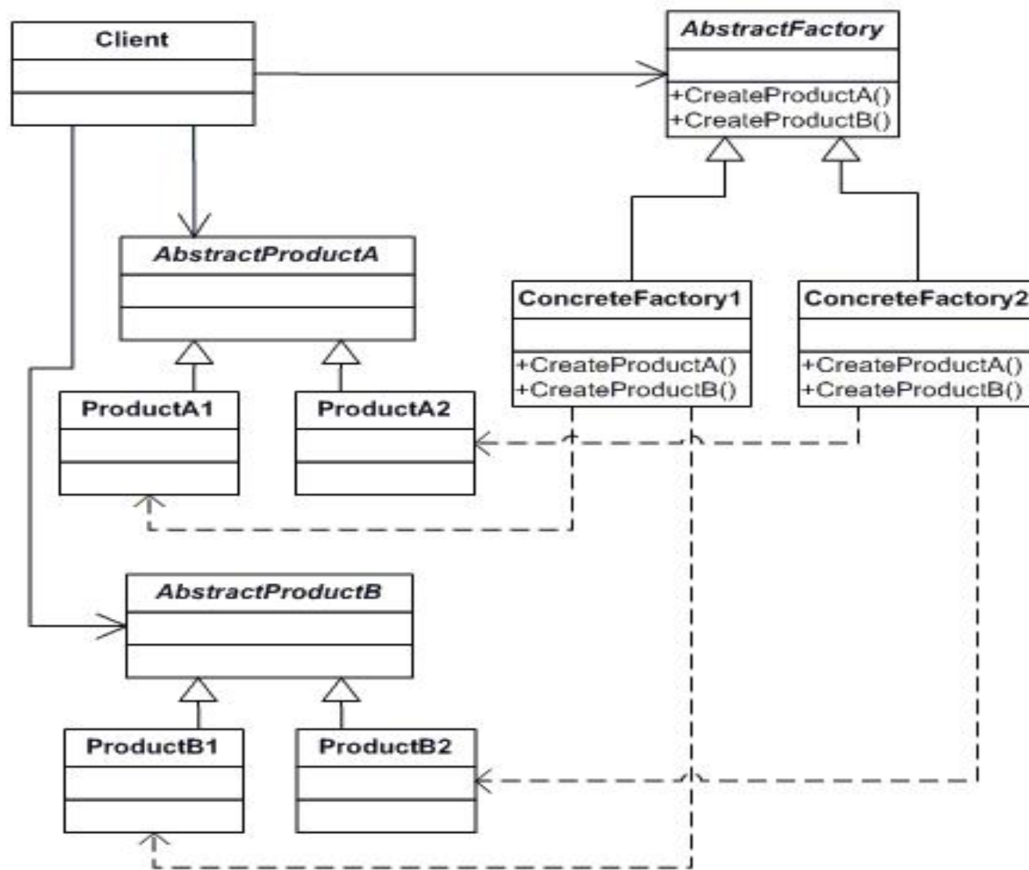 Client
AbstractFactory
+CreateProductA()
+CreateProductB()
AbstractProductA
ConcreteFactory1
+CreateProductA()
+CreateProductB()
ConcreteFactory2
+CreateProductA()
+CreateProductB()
ProductA1
ProductA2
AbstractProductB
ProductB1
ProductB2